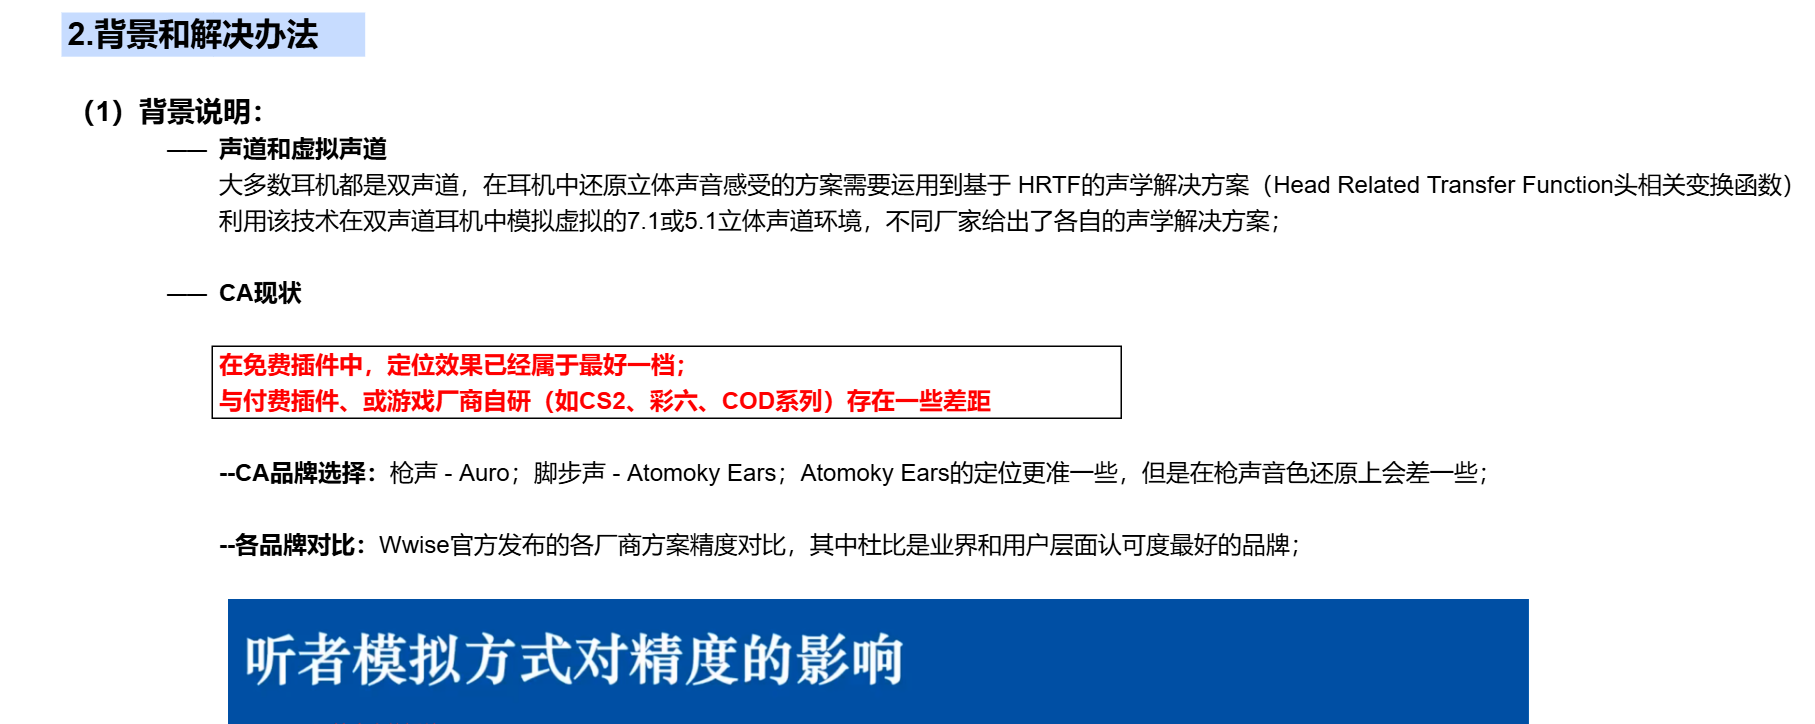 2.背景和解决办法
（1）背景说明：
—— 声道和虚拟声道
大多数耳机都是双声道，在耳机中还原立体声音感受的方案需要运用到基于 HRTF的声学解决方案（Head Related Transfer Function头相关变换函数）
利用该技术在双声道耳机中模拟虚拟的7.1或5.1立体声道环境，不同厂家给出了各自的声学解决方案；
—— CA现状
在免费插件中，定位效果已经属于最好一档；
与付费插件、或游戏厂商自研（如CS2、彩六、COD系列）存在一些差距
--CA品牌选择：枪声 - Auro；脚步声 - Atomoky Ears；Atomoky Ears的定位更准一些，但是在枪声音色还原上会差一些；
--各品牌对比：Wwise官方发布的各厂商方案精度对比，其中杜比是业界和用户层面认可度最好的品牌；
听者模拟方式对精度的影响